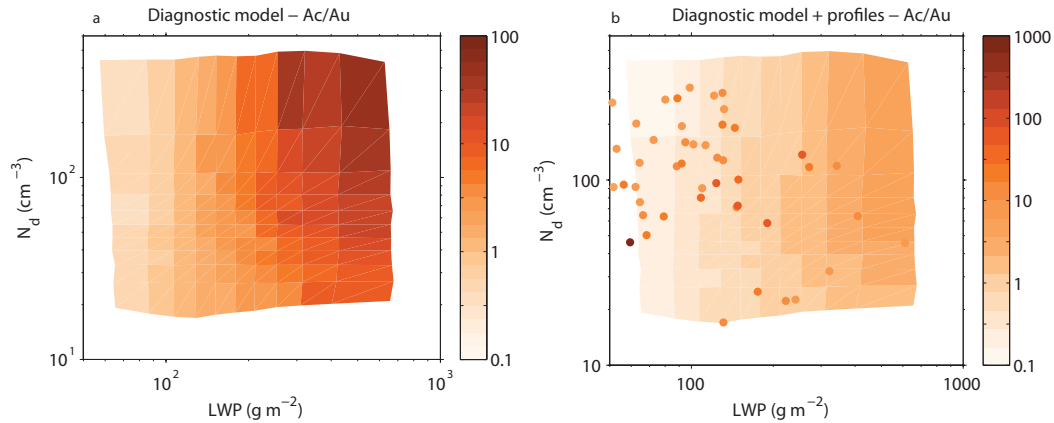 a Diagnostic model − Ac/Au
10²
10¹
N_d (cm⁻³)
10² 10³
LWP (g m⁻²)
100
10
1
0.1
b Diagnostic model + profiles − Ac/Au
100
10
N_d (cm⁻³)
100 1000
LWP (g m⁻²)
1000
100
10
1
0.1